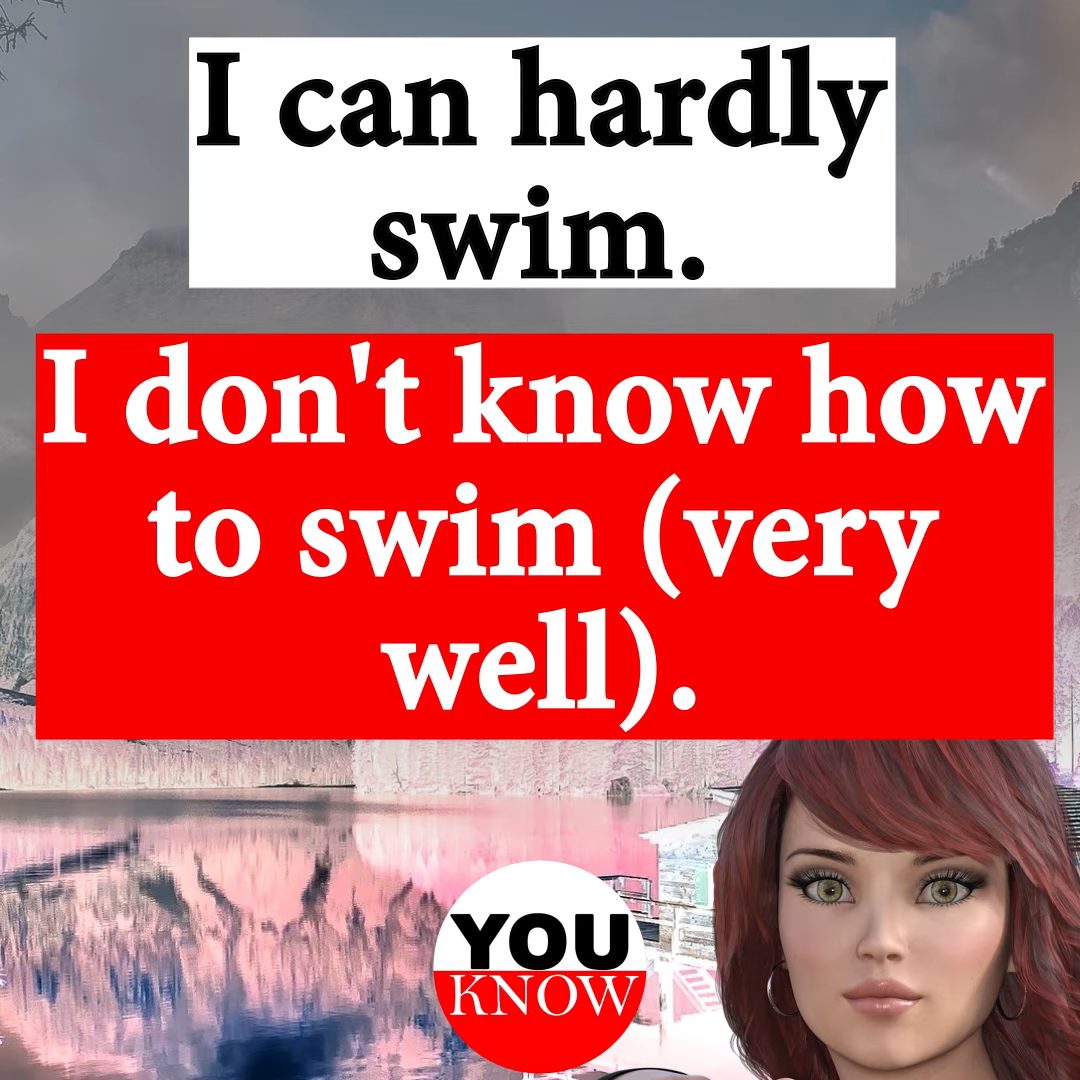 I can hardly
swim.
I don't know how
to swim (very
well).
YOU
KNOW